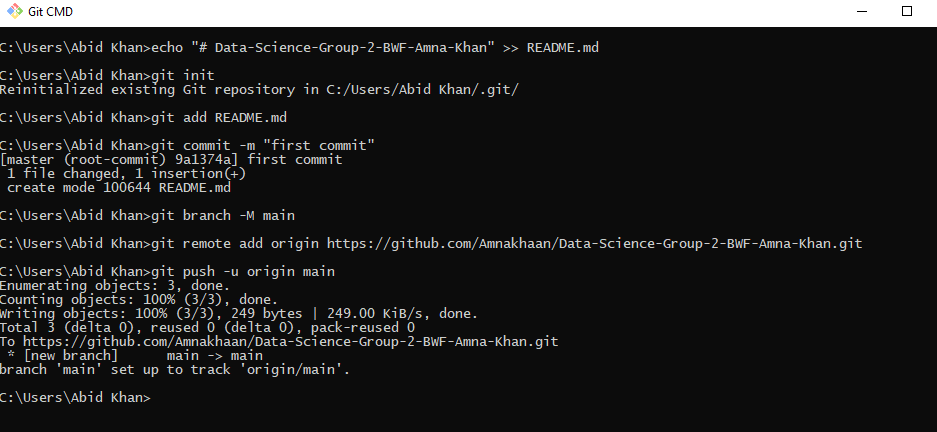 Git CMD
C:\Users\Abid Khan>echo "# Data-Science-Group-2-BWF-Amna-Khan" >> README.md
C:\Users\Abid Khan>git init
Reinitialized existing Git repository in C:/Users/Abid Khan/.git/
C:\Users\Abid Khan>git add README.md
C:\Users\Abid Khan>git commit -m "first commit"
[master (root-commit) 9a1374a] first commit
 1 file changed, 1 insertion(+)
 create mode 100644 README.md
C:\Users\Abid Khan>git branch -M main
C:\Users\Abid Khan>git remote add origin https://github.com/Amnakhaan/Data-Science-Group-2-BWF-Amna-Khan.git
C:\Users\Abid Khan>git push -u origin main
Enumerating objects: 3, done.
Counting objects: 100% (3/3), done.
Writing objects: 100% (3/3), 249 bytes | 249.00 KiB/s, done.
Total 3 (delta 0), reused 0 (delta 0), pack-reused 0
To https://github.com/Amnakhaan/Data-Science-Group-2-BWF-Amna-Khan.git
 * [new branch]      main -> main
branch 'main' set up to track 'origin/main'.
C:\Users\Abid Khan>